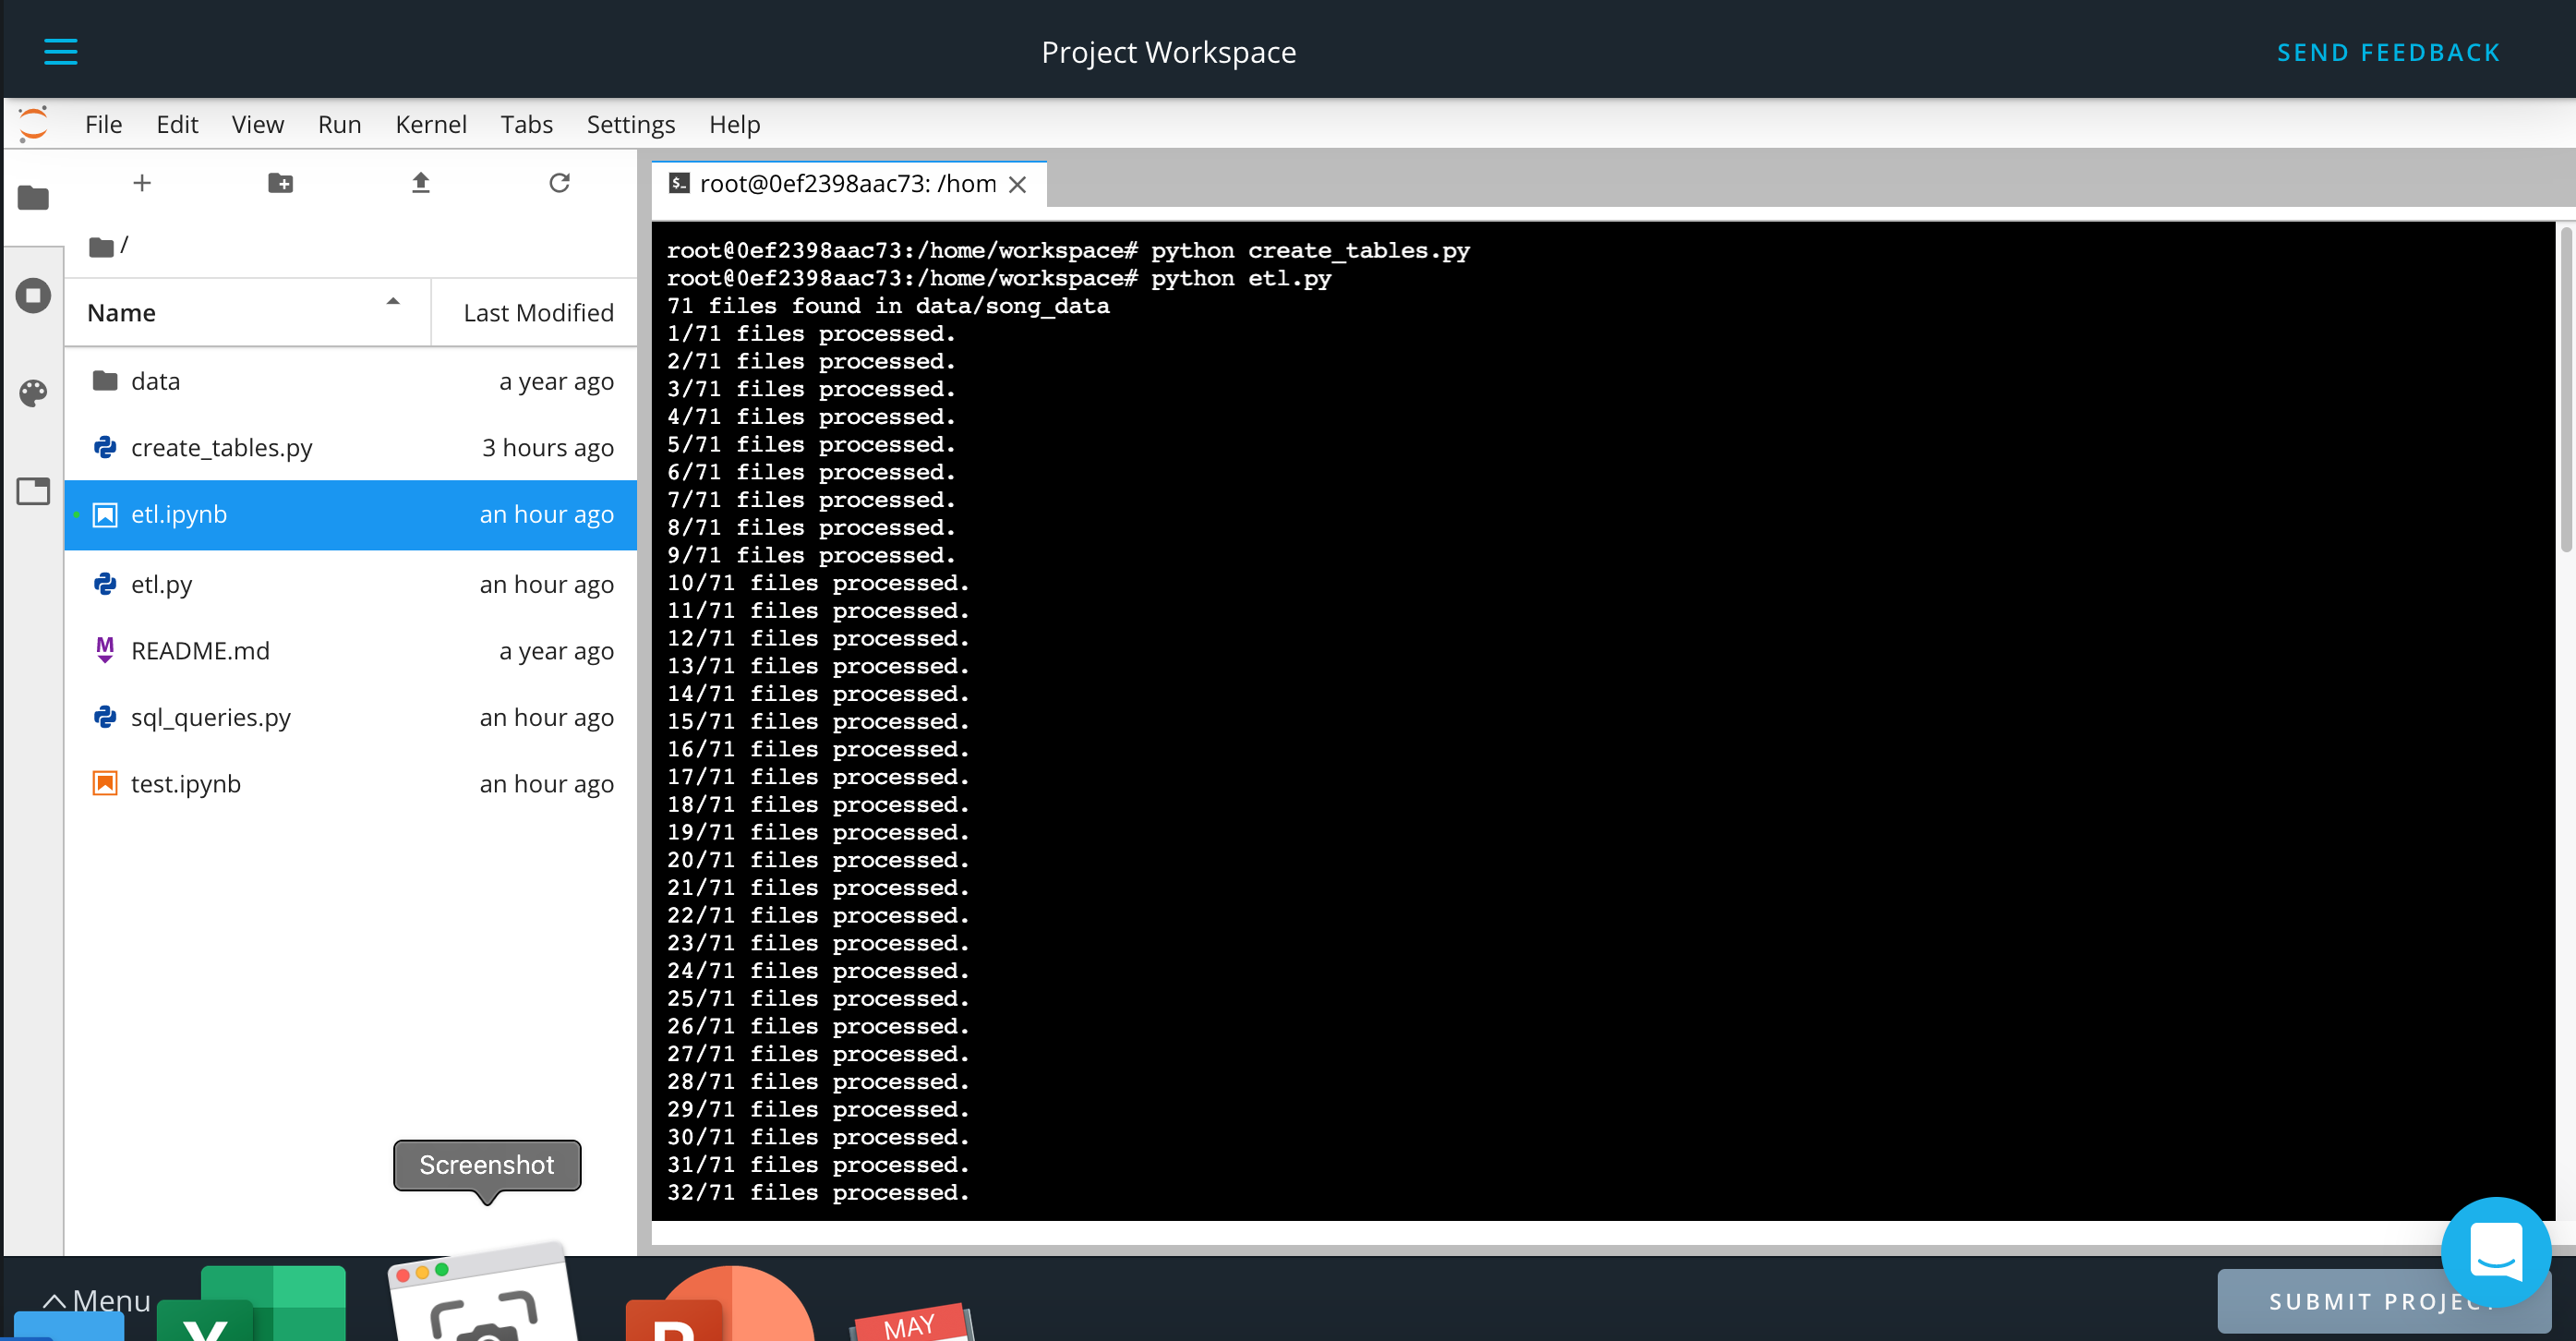 Project Workspace
SEND FEEDBACK
File Edit View Run Kernel Tabs Settings Help
root@0ef2398aac73: /hom
/
Name Last Modified
data a year ago
create_tables.py 3 hours ago
etl.ipynb an hour ago
etl.py an hour ago
README.md a year ago
sql_queries.py an hour ago
test.ipynb an hour ago
root@0ef2398aac73:/home/workspace# python create_tables.py
root@0ef2398aac73:/home/workspace# python etl.py
71 files found in data/song_data
1/71 files processed.
2/71 files processed.
3/71 files processed.
4/71 files processed.
5/71 files processed.
6/71 files processed.
7/71 files processed.
8/71 files processed.
9/71 files processed.
10/71 files processed.
11/71 files processed.
12/71 files processed.
13/71 files processed.
14/71 files processed.
15/71 files processed.
16/71 files processed.
17/71 files processed.
18/71 files processed.
19/71 files processed.
20/71 files processed.
21/71 files processed.
22/71 files processed.
23/71 files processed.
24/71 files processed.
25/71 files processed.
26/71 files processed.
27/71 files processed.
28/71 files processed.
29/71 files processed.
30/71 files processed.
31/71 files processed.
32/71 files processed.
Screenshot
Menu
X
P
MAY
SUBMIT PROJECT